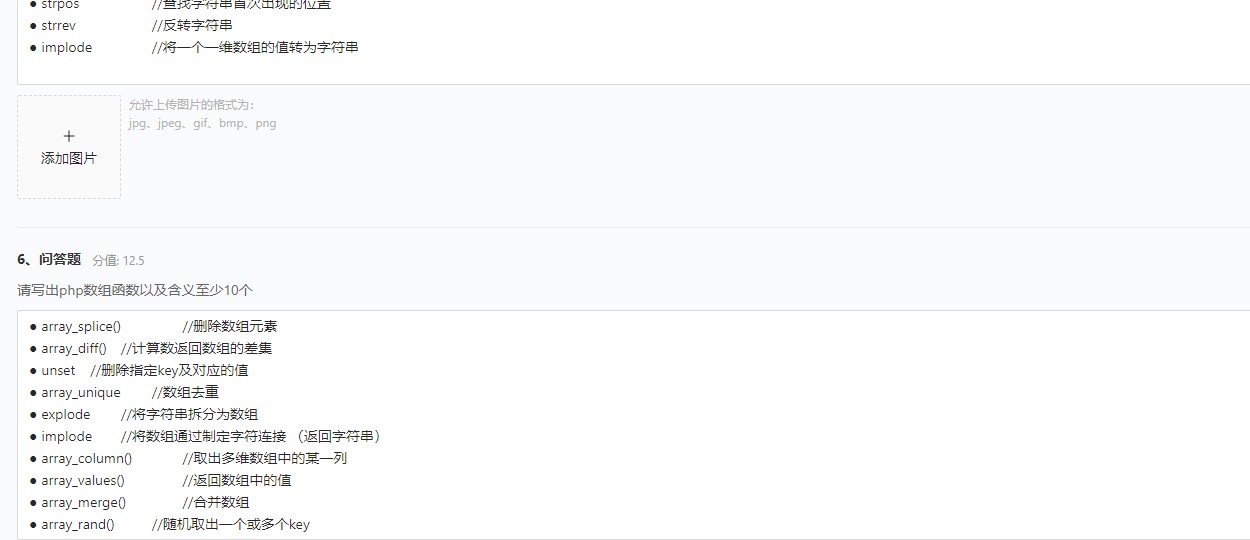 ● strpos //查找字符串首次出现的位置
● strrev //反转字符串
● implode //将一个一维数组的值转为字符串
允许上传图片的格式为：
jpg、jpeg、gif、bmp、png
+
添加图片
6、问答题 分值: 12.5
请写出php数组函数以及含义至少10个
● array_splice() //删除数组元素
● array_diff() //计算数返回数组的差集
● unset //删除指定key及对应的值
● array_unique //数组去重
● explode //将字符串拆分为数组
● implode //将数组通过制定字符连接 （返回字符串）
● array_column() //取出多维数组中的某一列
● array_values() //返回数组中的值
● array_merge() //合并数组
● array_rand() //随机取出一个或多个key